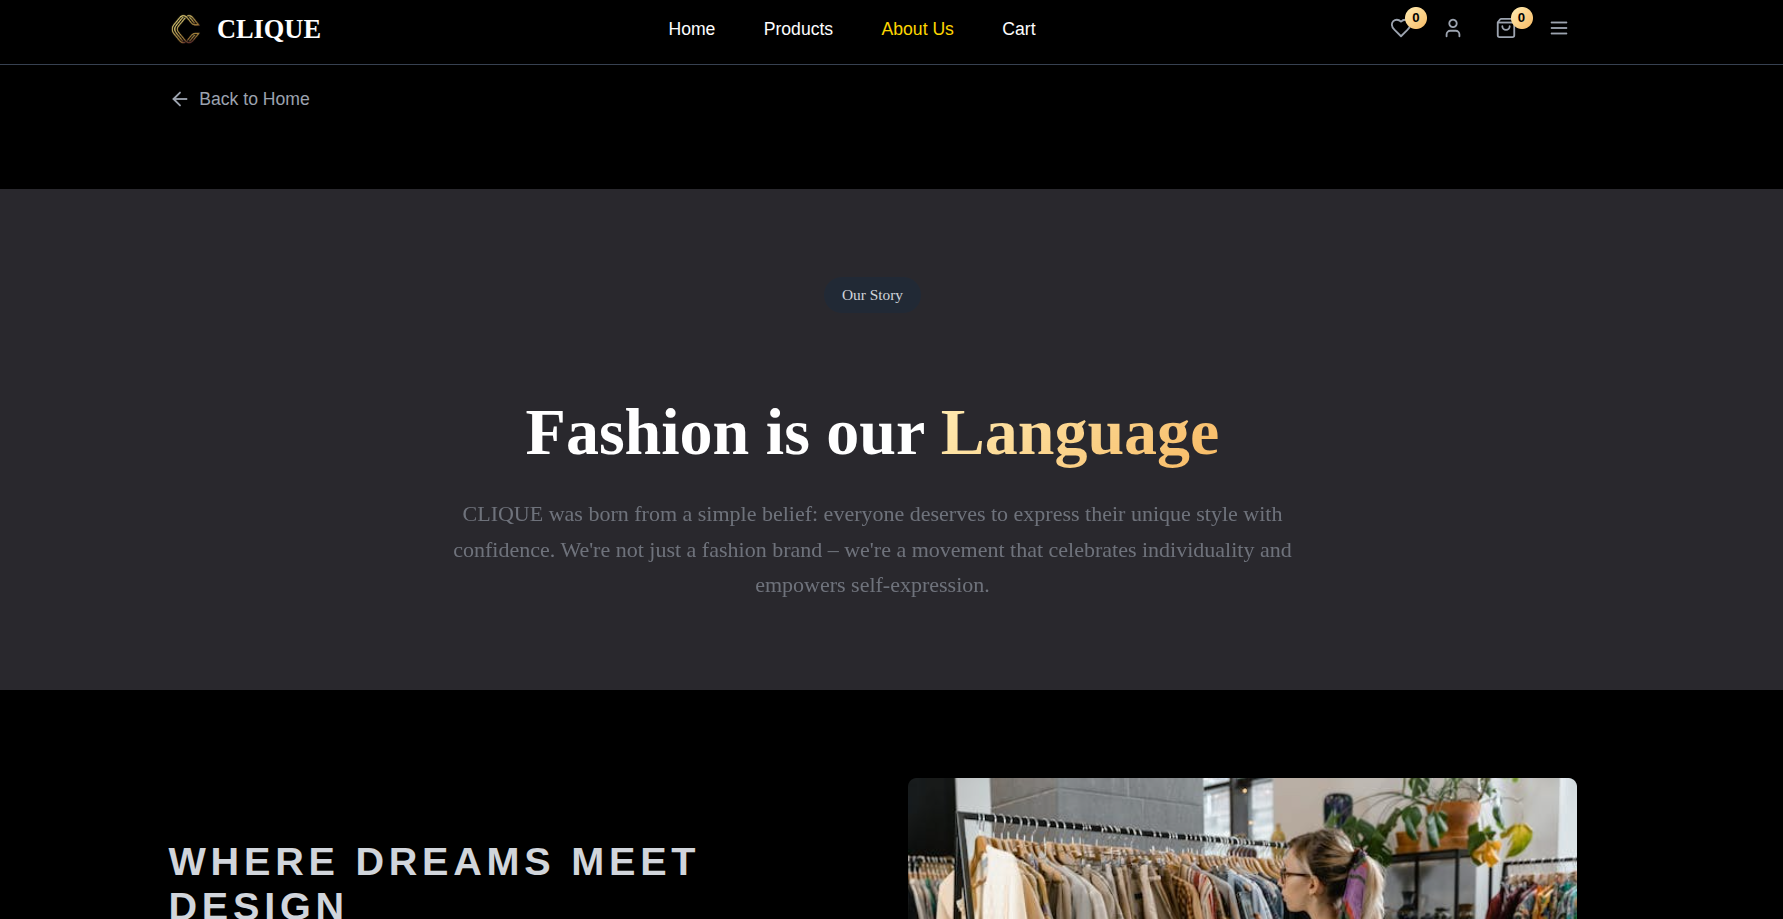 CLIQUE
Home Products About Us Cart
0 0
Back to Home
Our Story
Fashion is our Language
CLIQUE was born from a simple belief: everyone deserves to express their unique style with
confidence. We're not just a fashion brand – we're a movement that celebrates individuality and
empowers self-expression.
WHERE DREAMS MEET
DESIGN